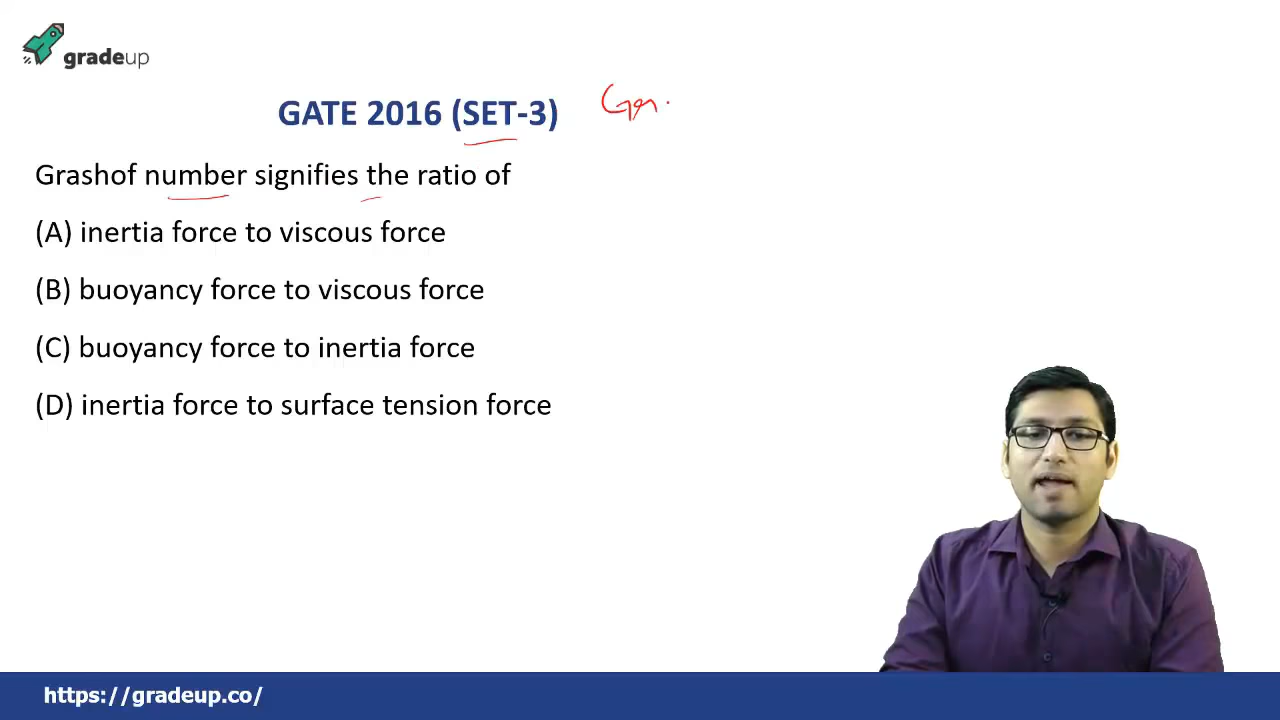 gradeup
GATE 2016 (SET-3)
Grashof number signifies the ratio of
(A) inertia force to viscous force
(B) buoyancy force to viscous force
(C) buoyancy force to inertia force
(D) inertia force to surface tension force
https://gradeup.co/